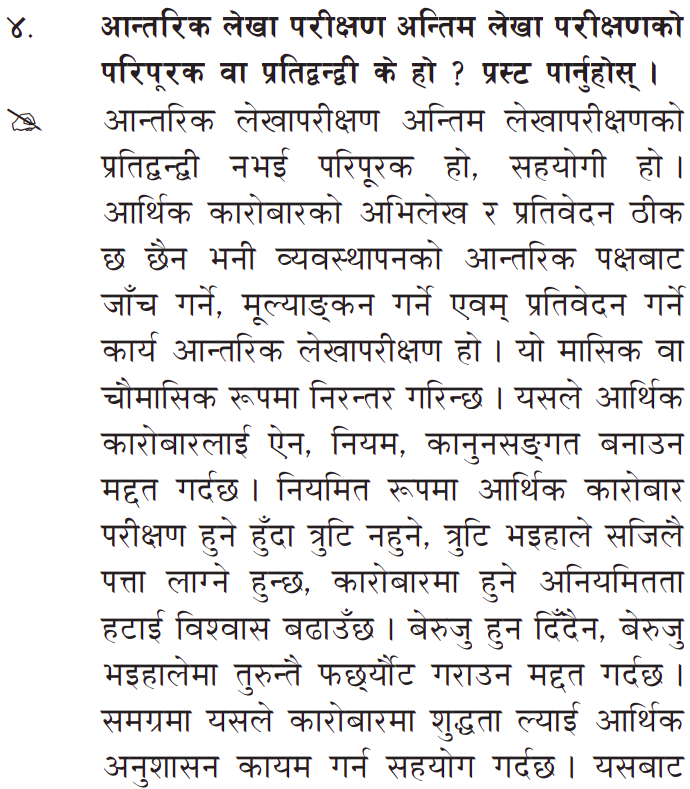 ४. आन्तरिक लेखा परीक्षण अन्तिम लेखा परीक्षणको
परिपूरक वा प्रतिद्वन्द्वी के हो ? प्रस्ट पार्नुहोस् ।
आन्तरिक लेखापरीक्षण अन्तिम लेखापरीक्षणको
प्रतिद्वन्द्वी नभई परिपूरक हो, सहयोगी हो ।
आर्थिक कारोबारको अभिलेख र प्रतिवेदन ठीक
छ छैन भनी व्यवस्थापनको आन्तरिक पक्षबाट
जाँच गर्ने, मूल्याङ्कन गर्ने एवम् प्रतिवेदन गर्ने
कार्य आन्तरिक लेखापरीक्षण हो । यो मासिक वा
चौमासिक रूपमा निरन्तर गरिन्छ । यसले आर्थिक
कारोबारलाई ऐन, नियम, कानुनसङ्गत बनाउन
मद्दत गर्दछ । नियमित रूपमा आर्थिक कारोबार
परीक्षण हुने हुँदा त्रुटि नहुने, त्रुटि भइहाले सजिलै
पत्ता लाग्ने हुन्छ, कारोबारमा हुने अनियमितता
हटाई विश्वास बढाउँछ । बेरुजु हुन दिँदैन, बेरुजु
भइहालेमा तुरुन्तै फछ्र्यौट गराउन मद्दत गर्दछ ।
समग्रमा यसले कारोबारमा शुद्धता ल्याई आर्थिक
अनुशासन कायम गर्न सहयोग गर्दछ । यसबाट